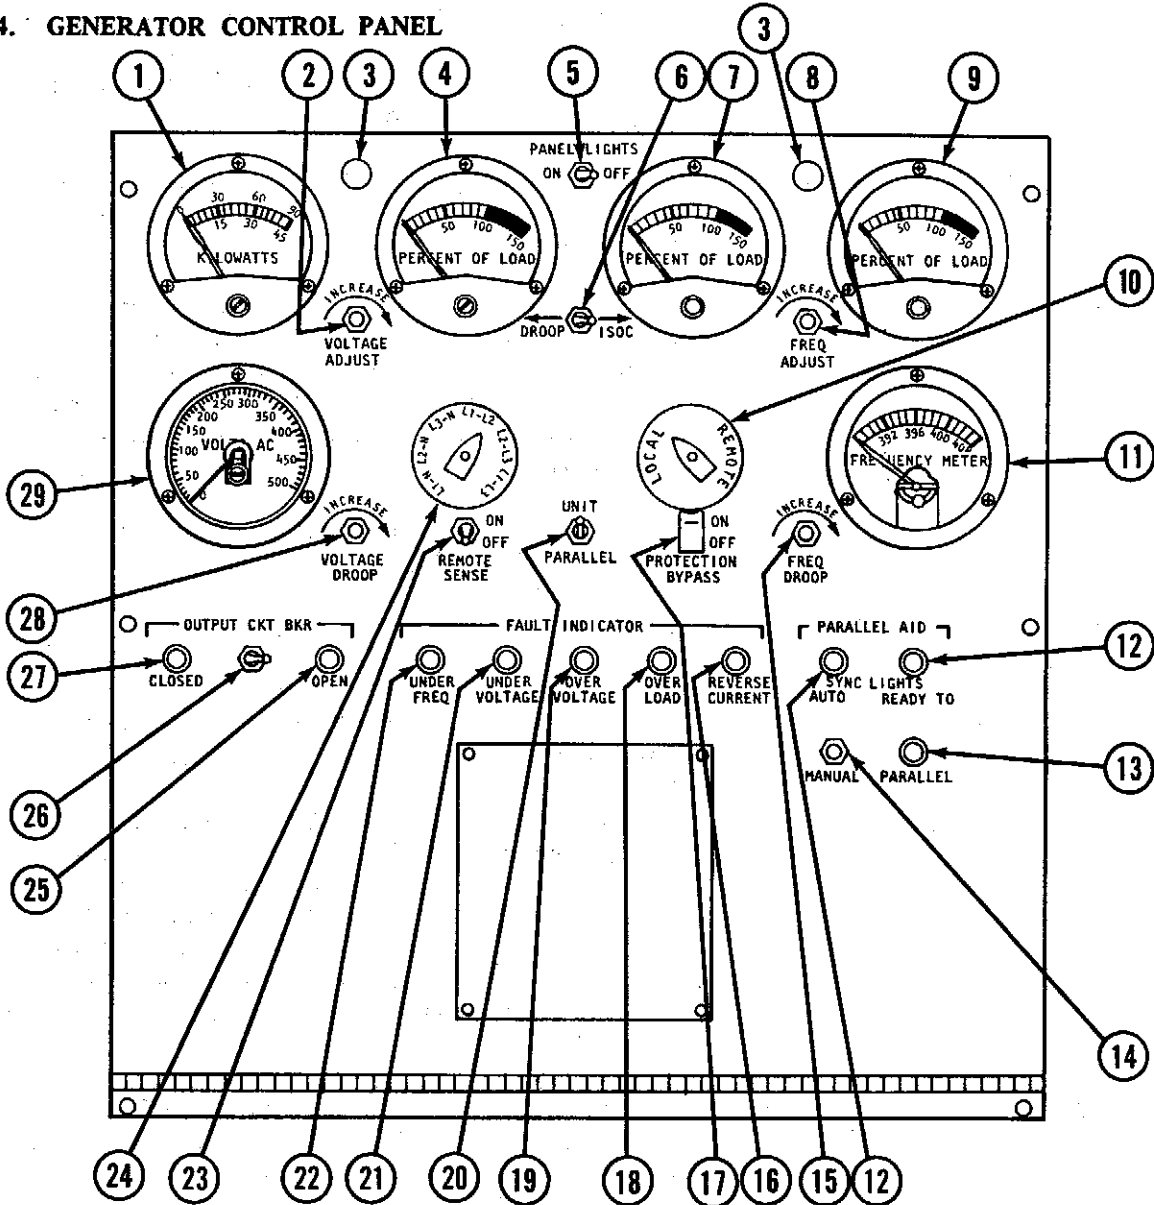 4. GENERATOR CONTROL PANEL
1 2 3 4 5 6 7 3 8 9
PANEL LIGHTS
ON OFF
30 60 90
15 30 45
KILOWATTS
50 100 150
PERCENT OF LOAD
50 100 150
PERCENT OF LOAD
50 100 150
PERCENT OF LOAD
10
INCREASE
VOLTAGE
ADJUST
DROOP ISOC
INCREASE
FREQ
ADJUST
0 50 100 150 200 250 300 350 400 450 500
VOLTS AC
L1-N L2-N L3-N L1-L2 L2-L3 L1-L3
LOCAL REMOTE
392 396 400 402
FREQUENCY METER
11
29
INCREASE
VOLTAGE
DROOP
ON
OFF
REMOTE
SENSE
UNIT
PARALLEL
ON
OFF
PROTECTION
BYPASS
INCREASE
FREQ
DROOP
28
OUTPUT CKT BKR
FAULT INDICATOR
PARALLEL AID
12
27
CLOSED
OPEN
UNDER
FREQ
UNDER
VOLTAGE
OVER
VOLTAGE
OVER
LOAD
REVERSE
CURRENT
SYNC LIGHTS
AUTO READY TO
MANUAL PARALLEL
13
26
25
14
24 23 22 21 20 19 18 17 16 15 12